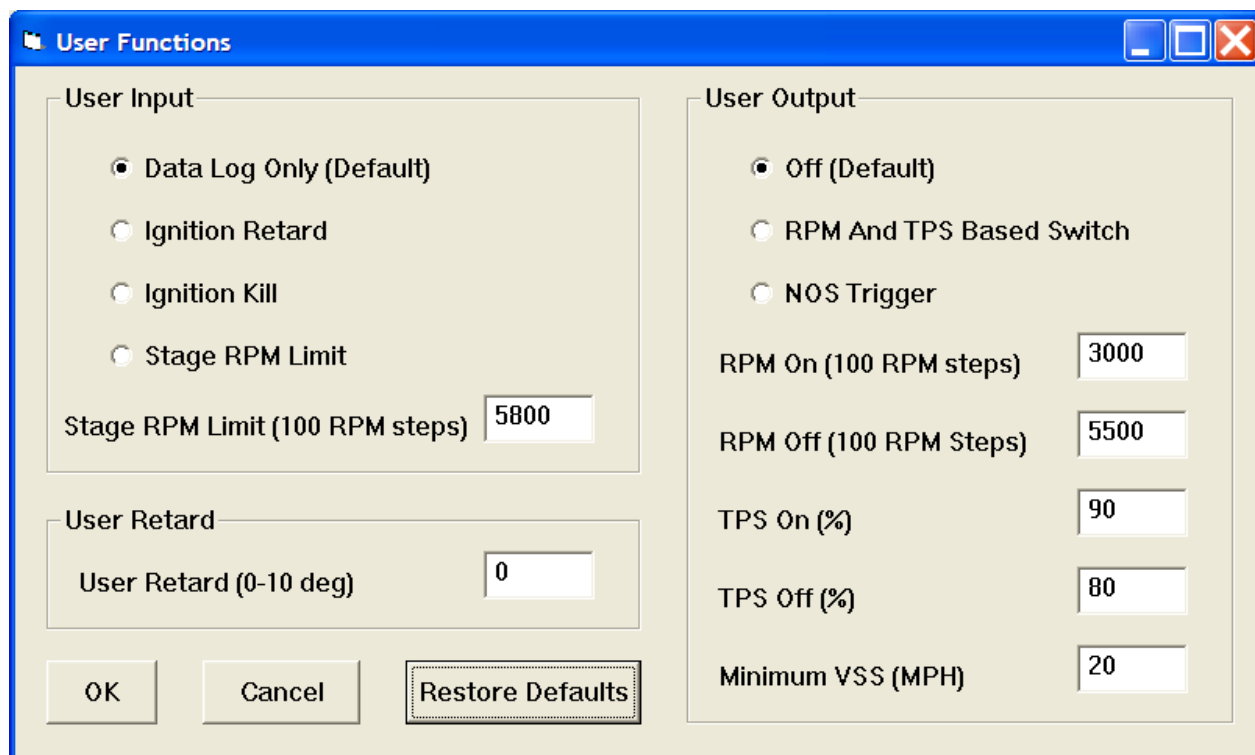 User Functions
User Input
Data Log Only (Default)
Ignition Retard
Ignition Kill
Stage RPM Limit
Stage RPM Limit (100 RPM steps) 5800
User Retard
User Retard (0-10 deg) 0
OK Cancel Restore Defaults
User Output
Off (Default)
RPM And TPS Based Switch
NOS Trigger
RPM On (100 RPM steps) 3000
RPM Off (100 RPM Steps) 5500
TPS On (%) 90
TPS Off (%) 80
Minimum VSS (MPH) 20